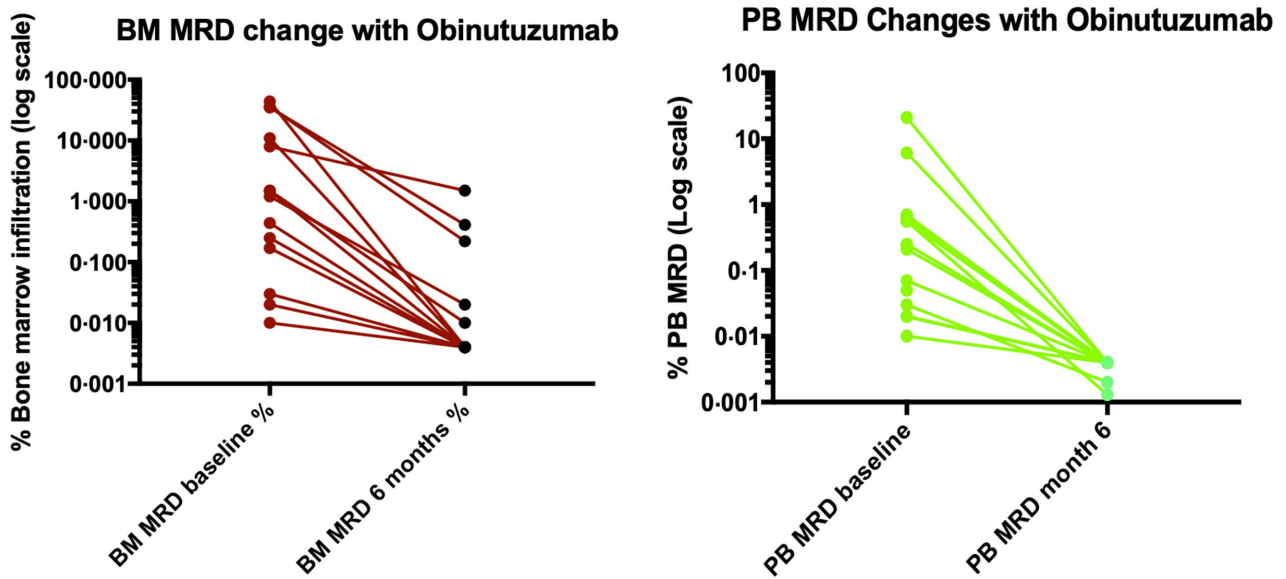 BM MRD change with Obinutuzumab
% Bone marrow infiltration (log scale)
100·000
10·000
1·000
0·100
0·010
0·001
BM MRD baseline %
BM MRD 6 months %
PB MRD Changes with Obinutuzumab
% PB MRD (Log scale)
100
10
1
0·1
0·01
0·001
PB MRD baseline
PB MRD month 6